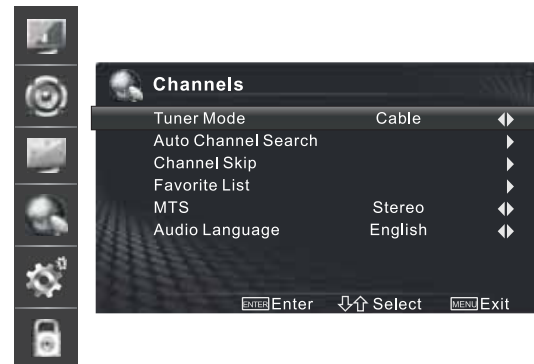 Channels
Tuner Mode Cable
Auto Channel Search
Channel Skip
Favorite List
MTS Stereo
Audio Language English
ENTER Enter Select MENU Exit